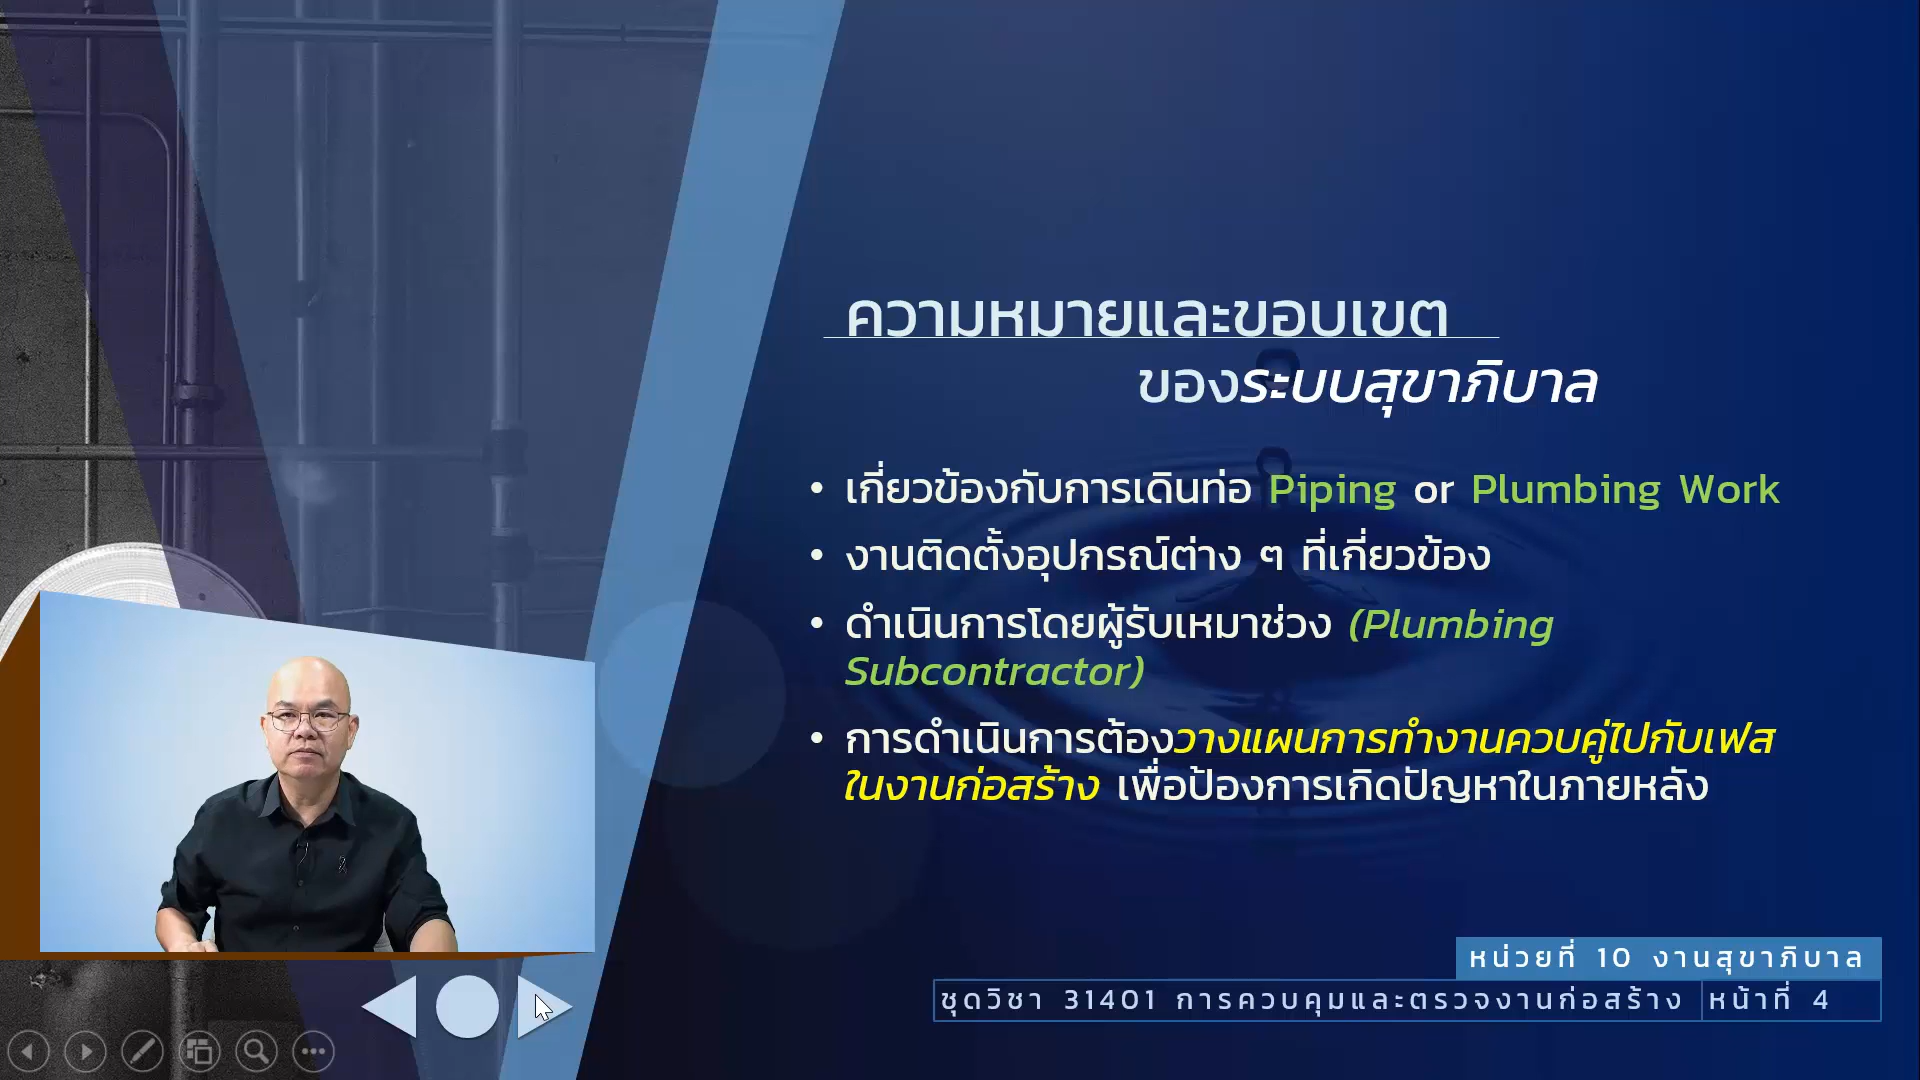 ความหมายและขอบเขต
ของระบบสุขาภิบาล
• เกี่ยวข้องกับการเดินท่อ Piping or Plumbing Work
• งานติดตั้งอุปกรณ์ต่าง ๆ ที่เกี่ยวข้อง
• ดำเนินการโดยผู้รับเหมาช่วง (Plumbing
Subcontractor)
• การดำเนินการต้องวางแผนการทำงานควบคู่ไปกับเฟส
ในงานก่อสร้าง เพื่อป้องการเกิดปัญหาในภายหลัง
หน่วยที่ 10 งานสุขาภิบาล
ชุดวิชา 31401 การควบคุมและตรวจงานก่อสร้าง หน้าที่ 4